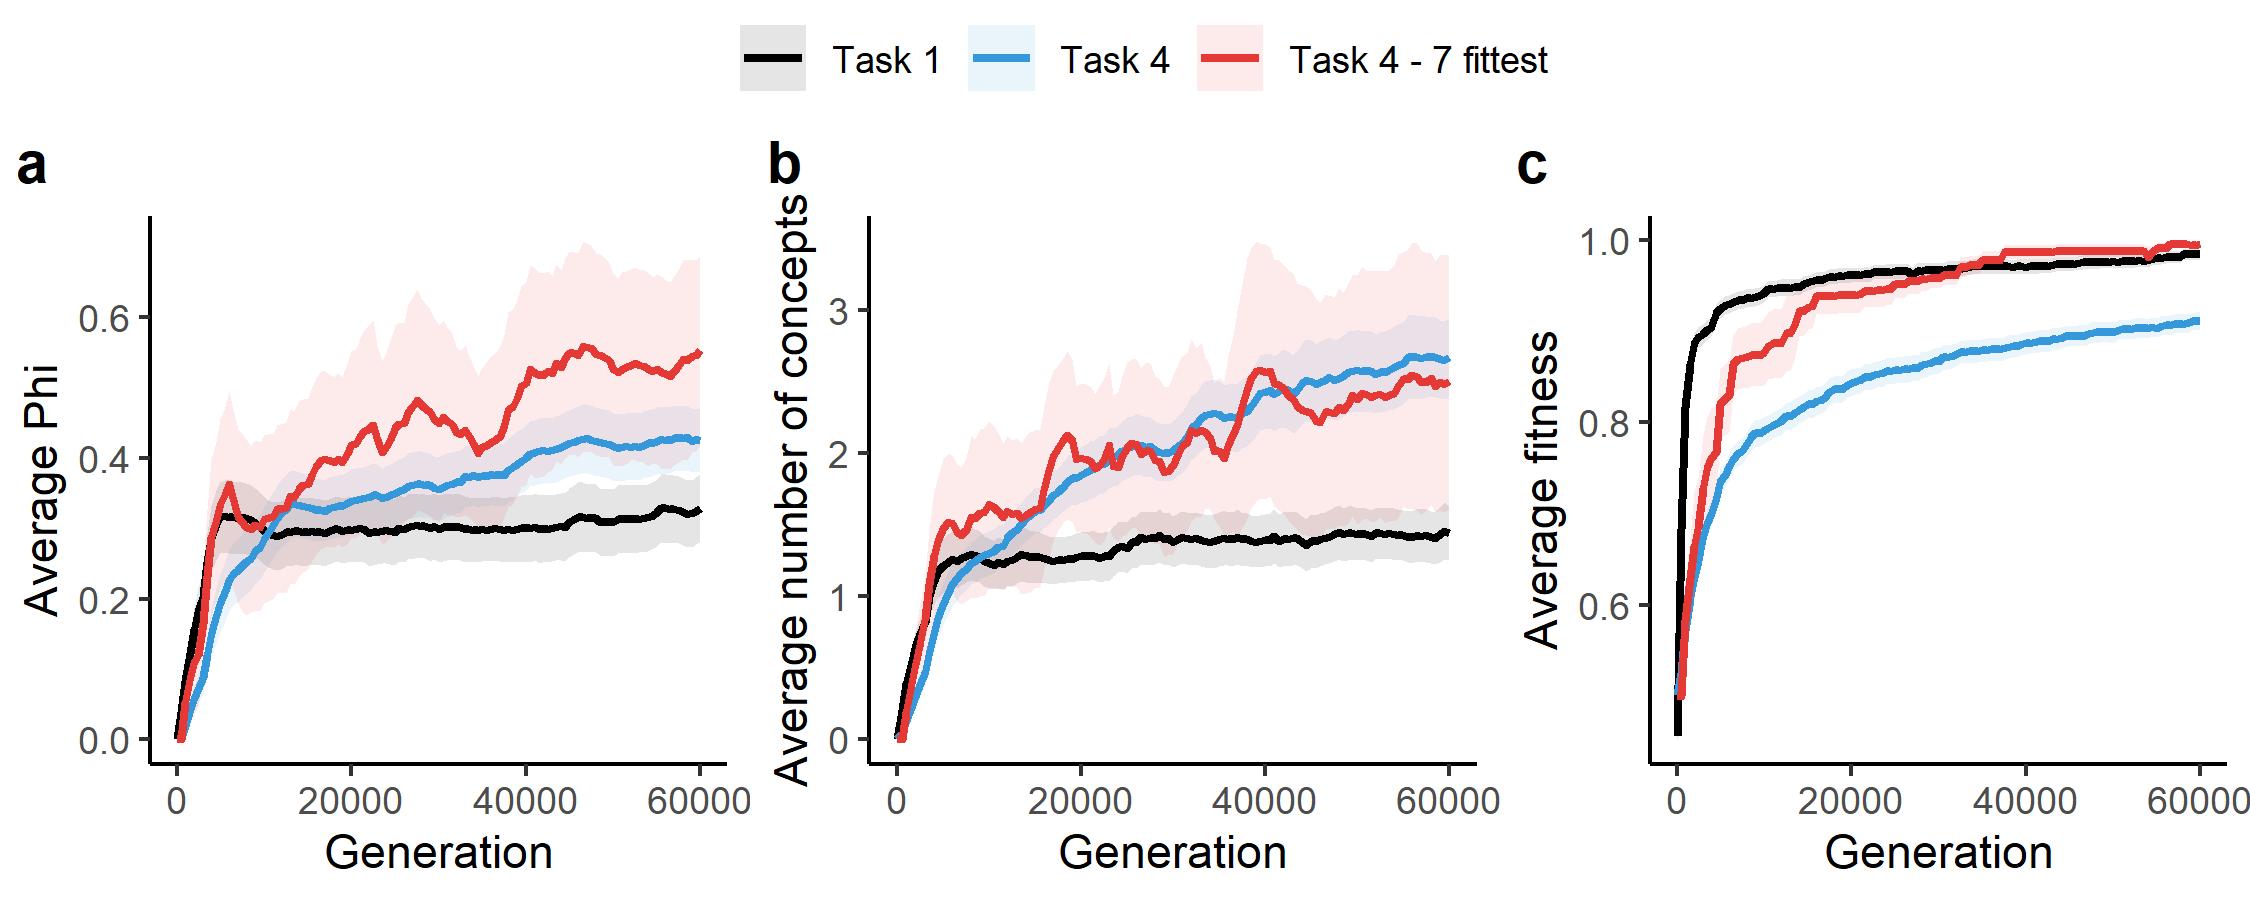 Task 1 Task 4 Task 4 - 7 fittest
a
Average Phi
0.6
0.4
0.2
0.0
0 20000 40000 60000
Generation
b
Average number of concepts
3
2
1
0
0 20000 40000 60000
Generation
c
Average fitness
1.0
0.8
0.6
0 20000 40000 60000
Generation